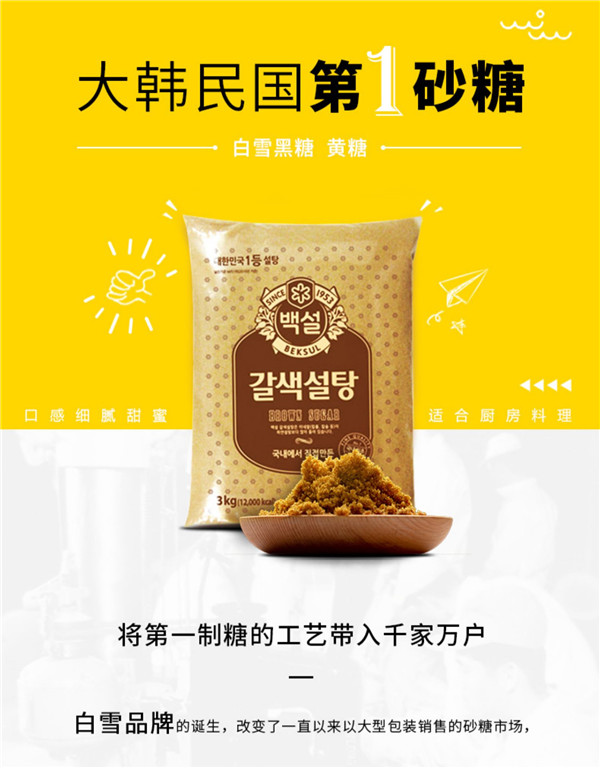 大韩民国第1砂糖
白雪黑糖 黄糖
대한민국1등 설탕
SINCE 1953
백설
BEKSUL
갈색설탕
BROWN SUGAR
국내에서 직접만든
3kg(12,000 kcal)
口感细腻甜蜜
适合厨房料理
将第一制糖的工艺带入千家万户
白雪品牌的诞生，改变了一直以来以大型包装销售的砂糖市场，